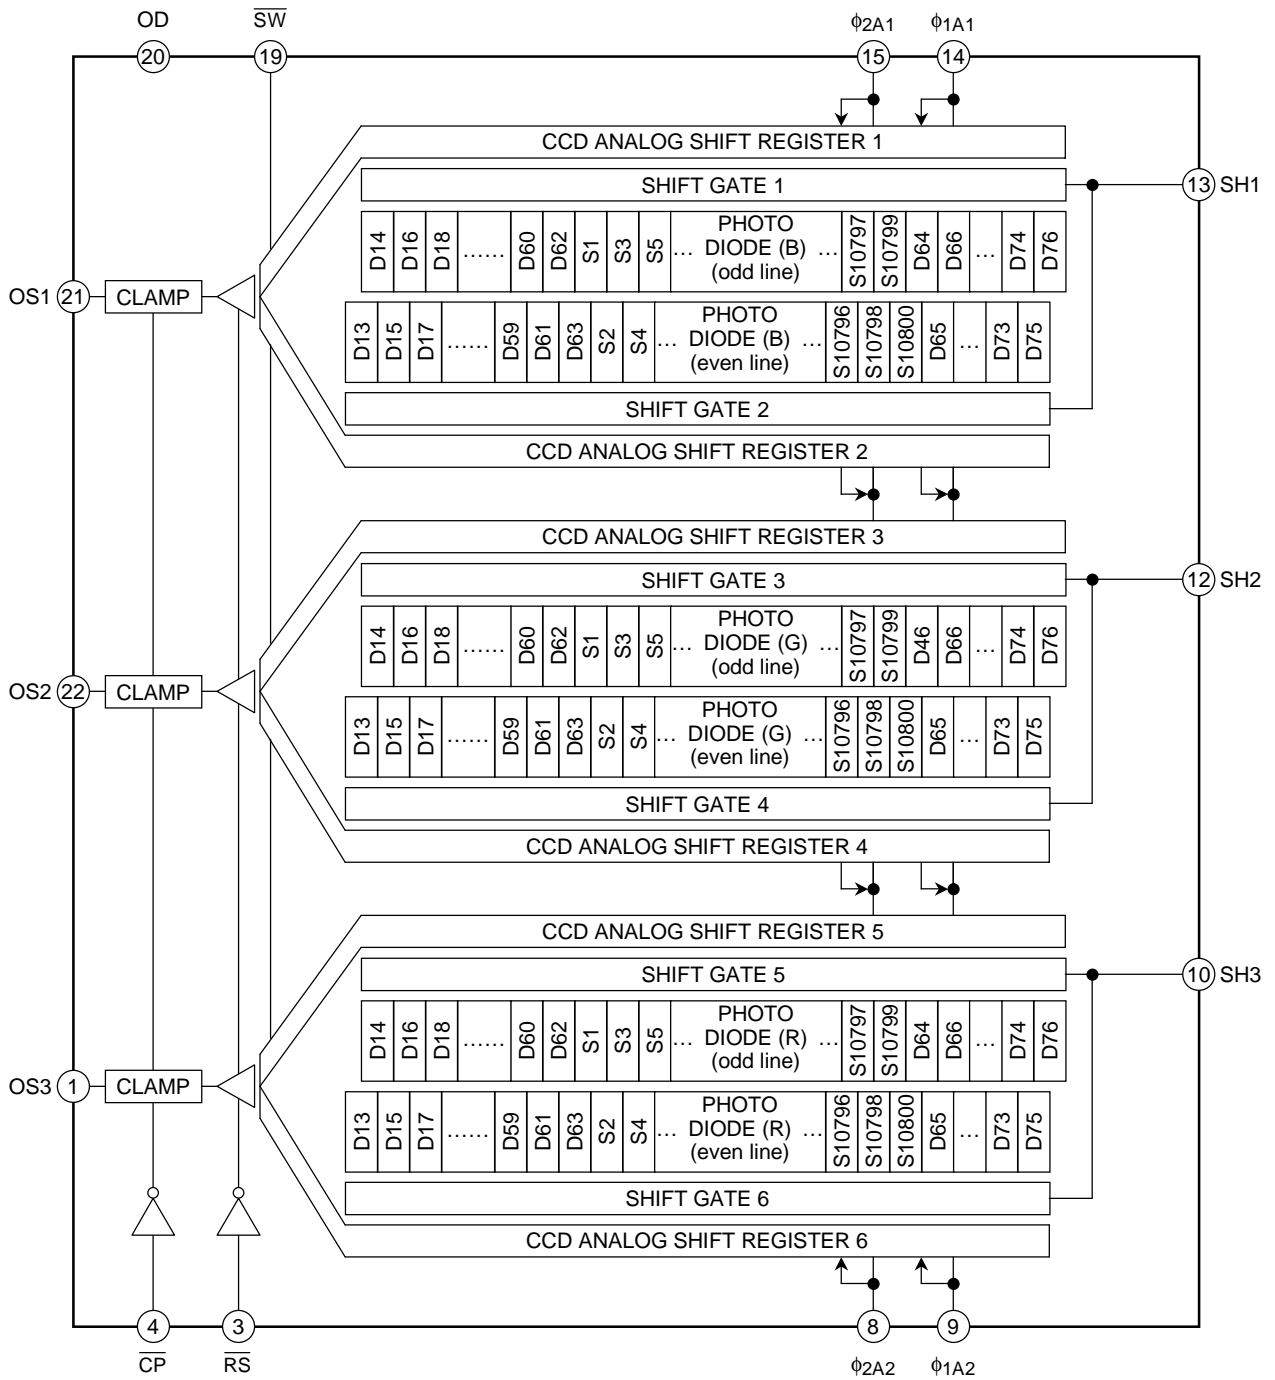 OD
SW
ϕ2A1
ϕ1A1
20
19
15
14
CCD ANALOG SHIFT REGISTER 1
SHIFT GATE 1
13 SH1
D14 D16 D18 ...... D60 D62 S1 S3 S5 ... PHOTO DIODE (B) (odd line) ... S10797 S10799 D64 D66 ... D74 D76
OS1 21 CLAMP
D13 D15 D17 ...... D59 D61 D63 S2 S4 ... PHOTO DIODE (B) (even line) ... S10796 S10798 S10800 D65 ... D73 D75
SHIFT GATE 2
CCD ANALOG SHIFT REGISTER 2
CCD ANALOG SHIFT REGISTER 3
SHIFT GATE 3
12 SH2
D14 D16 D18 ...... D60 D62 S1 S3 S5 ... PHOTO DIODE (G) (odd line) ... S10797 S10799 D46 D66 ... D74 D76
OS2 22 CLAMP
D13 D15 D17 ...... D59 D61 D63 S2 S4 ... PHOTO DIODE (G) (even line) ... S10796 S10798 S10800 D65 ... D73 D75
SHIFT GATE 4
CCD ANALOG SHIFT REGISTER 4
CCD ANALOG SHIFT REGISTER 5
SHIFT GATE 5
10 SH3
D14 D16 D18 ...... D60 D62 S1 S3 S5 ... PHOTO DIODE (R) (odd line) ... S10797 S10799 D64 D66 ... D74 D76
OS3 1 CLAMP
D13 D15 D17 ...... D59 D61 D63 S2 S4 ... PHOTO DIODE (R) (even line) ... S10796 S10798 S10800 D65 ... D73 D75
SHIFT GATE 6
CCD ANALOG SHIFT REGISTER 6
4
3
8
9
CP
RS
ϕ2A2
ϕ1A2